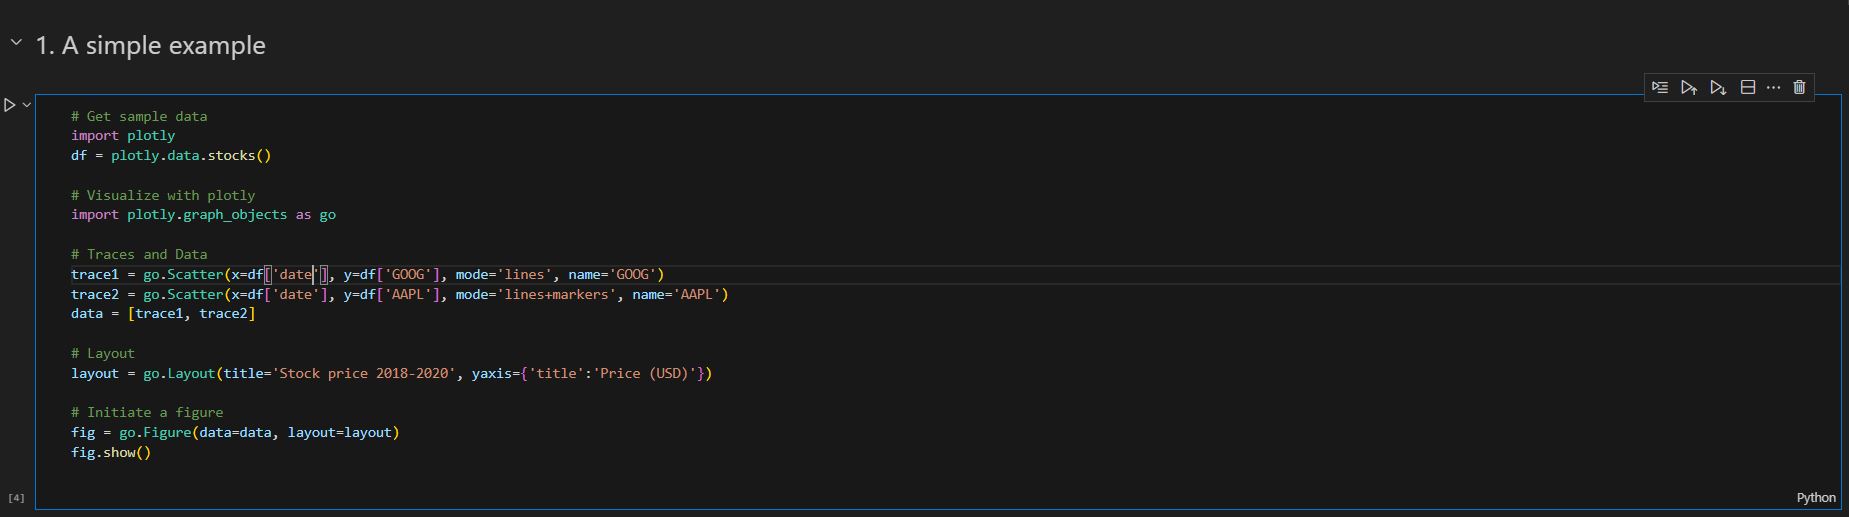 1. A simple example
# Get sample data
import plotly
df = plotly.data.stocks()
# Visualize with plotly
import plotly.graph_objects as go
# Traces and Data
trace1 = go.Scatter(x=df['date'], y=df['GOOG'], mode='lines', name='GOOG')
trace2 = go.Scatter(x=df['date'], y=df['AAPL'], mode='lines+markers', name='AAPL')
data = [trace1, trace2]
# Layout
layout = go.Layout(title='Stock price 2018-2020', yaxis={'title':'Price (USD)'})
# Initiate a figure
fig = go.Figure(data=data, layout=layout)
fig.show()
[4]
Python